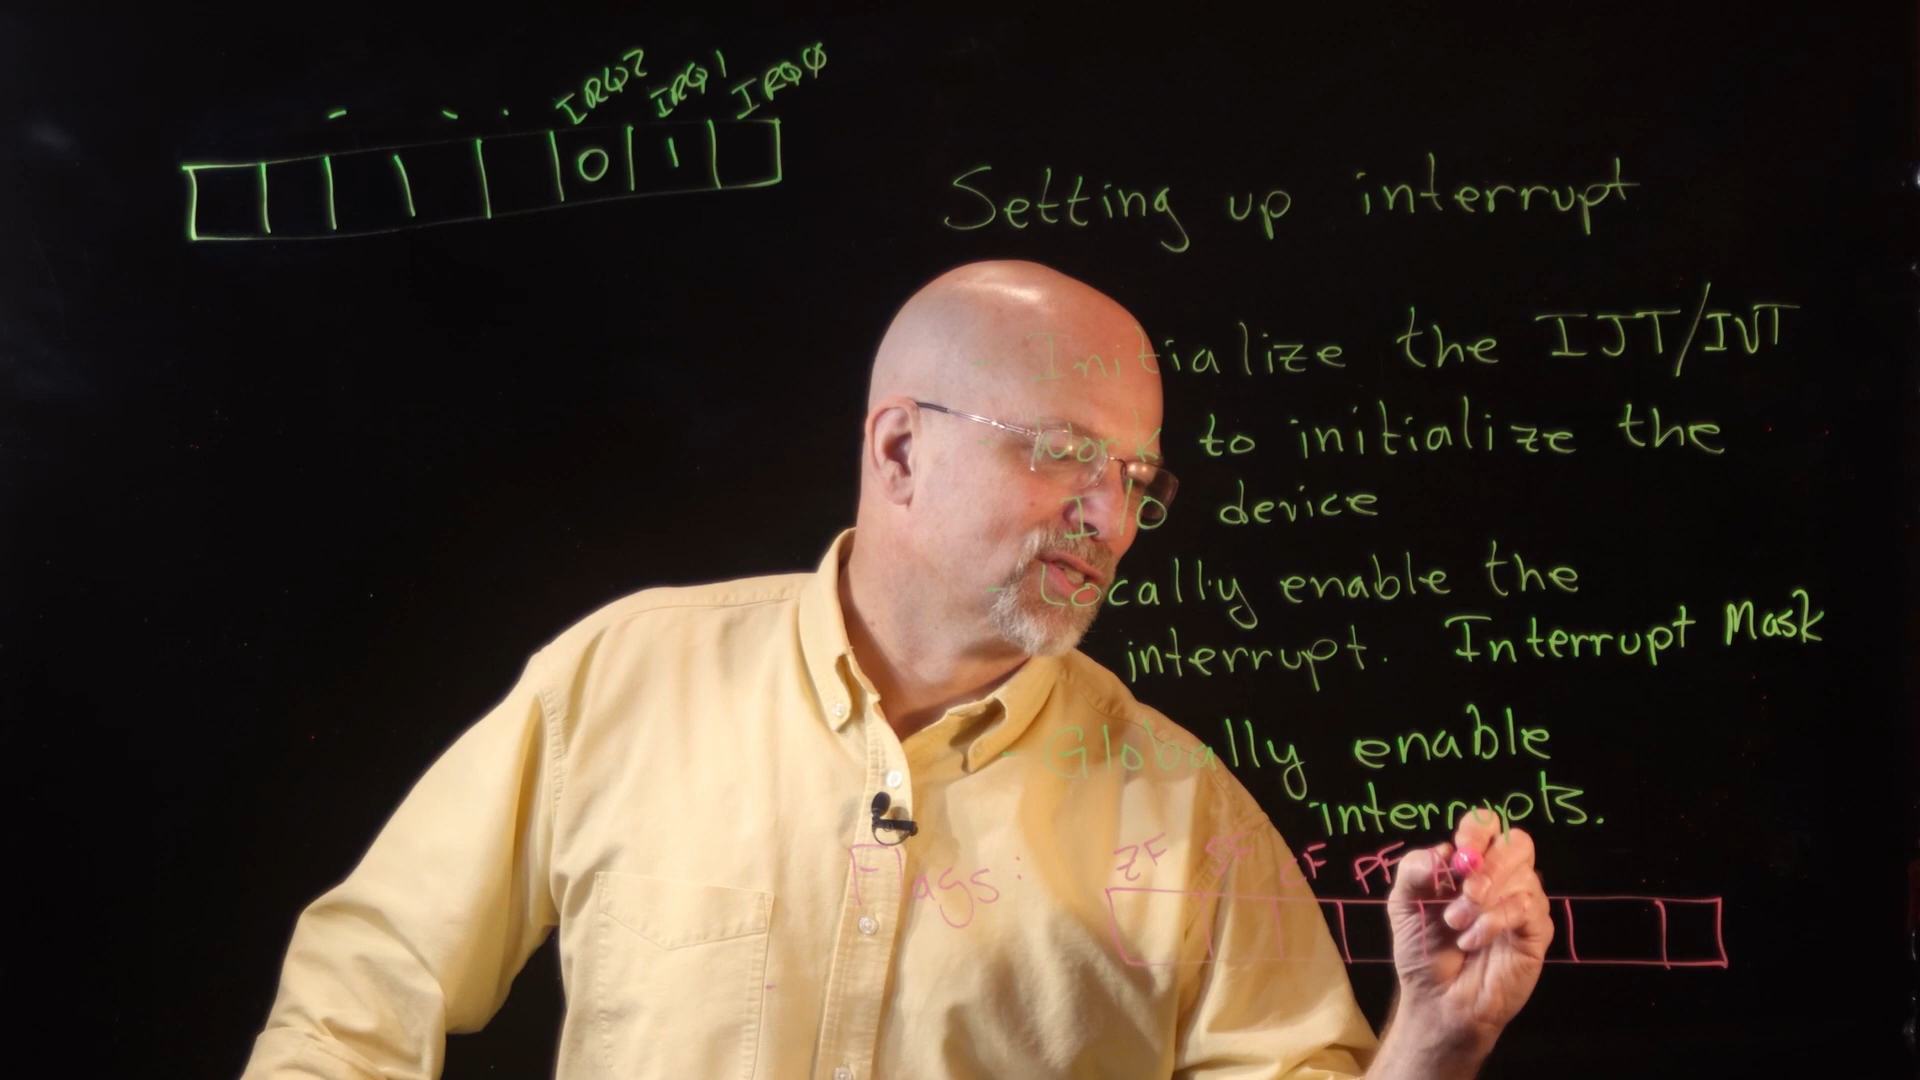 IRQ2 IRQ1 IRQ0
0 1
Setting up interrupt
- Initialize the IJT/IVT
- Work to initialize the
I/O device
- Locally enable the
interrupt. Interrupt Mask
- Globally enable
interrupts.
Flags: ZF SF CF PF A